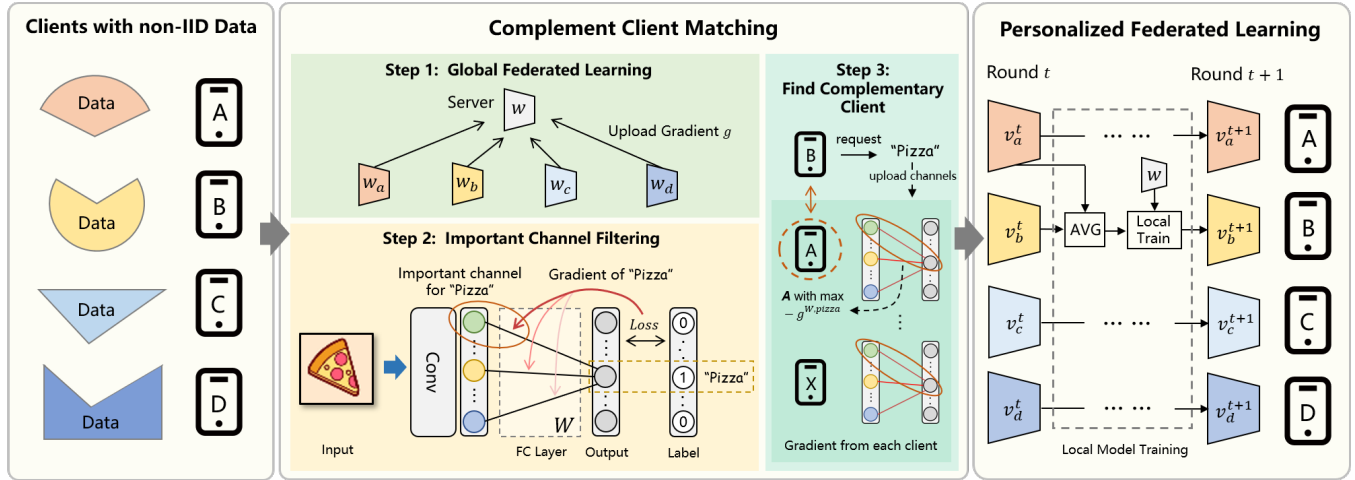 Clients with non-IID Data
Data
A
Data
B
Data
C
Data
D
Complement Client Matching
Step 1: Global Federated Learning
Server
w
Upload Gradient g
w_a
w_b
w_c
w_d
Step 2: Important Channel Filtering
Important channel
for "Pizza"
Gradient of "Pizza"
Conv
Loss
0
1
"Pizza"
0
W
Input
FC Layer
Output
Label
Step 3:
Find Complementary
Client
B
request
"Pizza"
upload channels
A
A with max
− g^{W,pizza}
X
Gradient from each client
Personalized Federated Learning
Round t
Round t + 1
v_a^t
... ...
v_a^{t+1}
A
w
v_b^t
AVG
Local
Train
v_b^{t+1}
B
v_c^t
... ...
v_c^{t+1}
C
v_d^t
... ...
v_d^{t+1}
D
Local Model Training